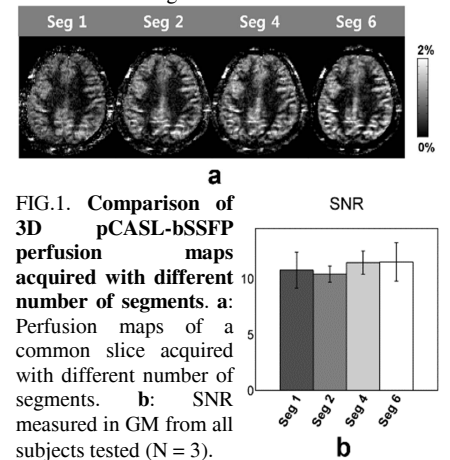 Seg 1 Seg 2 Seg 4 Seg 6
2%
0%
a
FIG.1. Comparison of
3D pCASL-bSSFP
perfusion maps
acquired with different
number of segments. a:
Perfusion maps of a
common slice acquired
with different number of
segments. b: SNR
measured in GM from all
subjects tested (N = 3).
SNR
10
5
0
Seg 1 Seg 2 Seg 4 Seg 6
b